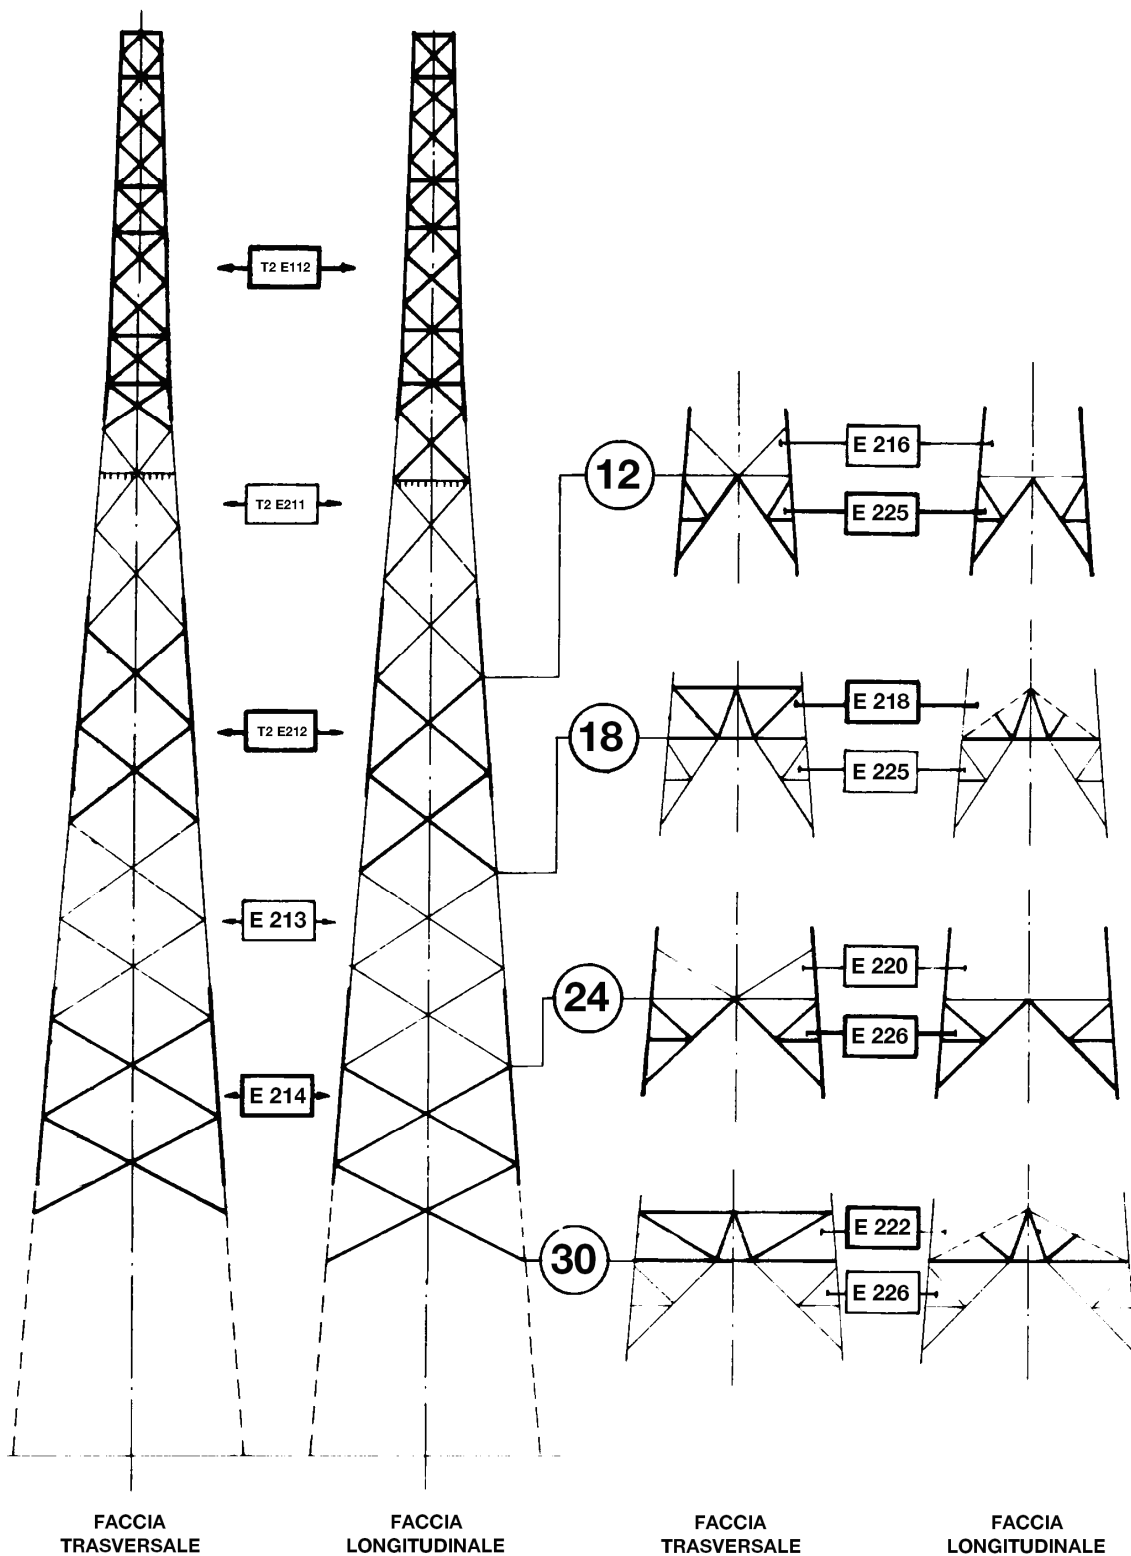 T2 E112
T2 E211
T2 E212
E 213
E 214
12
E 216
E 225
18
E 218
E 225
24
E 220
E 226
30
E 222
E 226
FACCIA
TRASVERSALE
FACCIA
LONGITUDINALE
FACCIA
TRASVERSALE
FACCIA
LONGITUDINALE